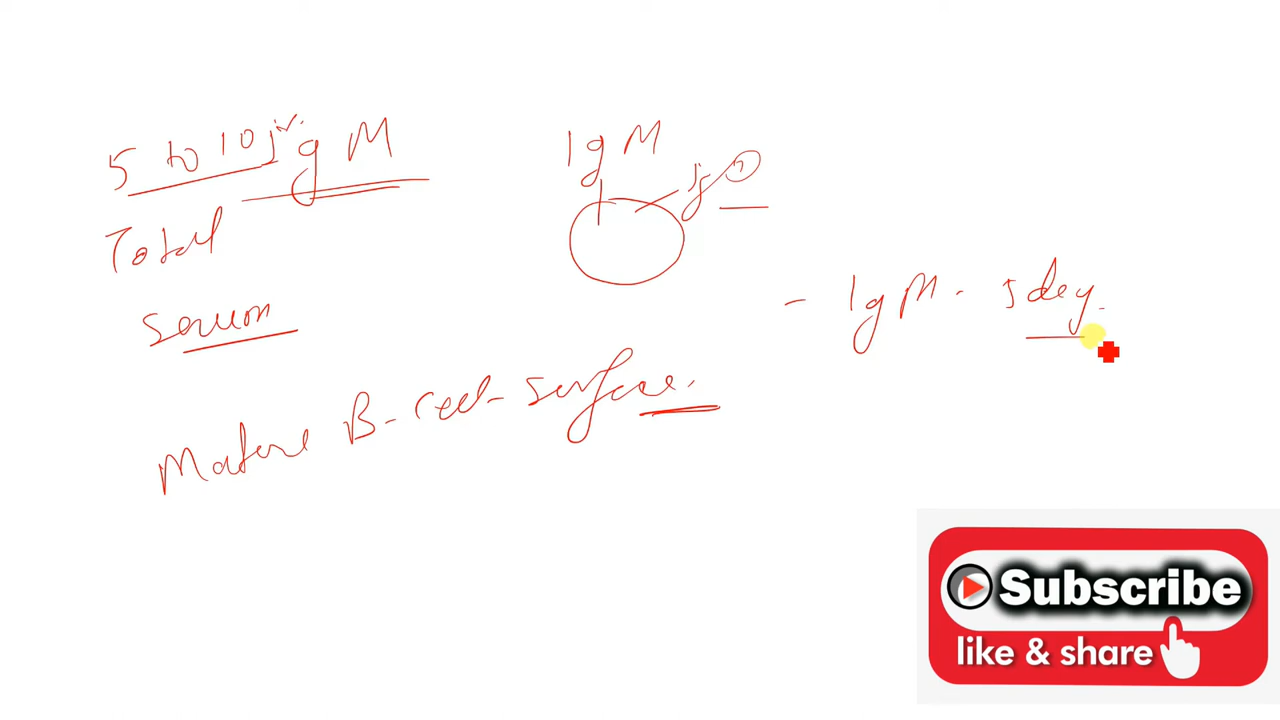 5 to 10 IgM
Total
Serum
Mature B-cell-surface.
IgM
IgD
- IgM - 5 day.
Subscribe
like & share